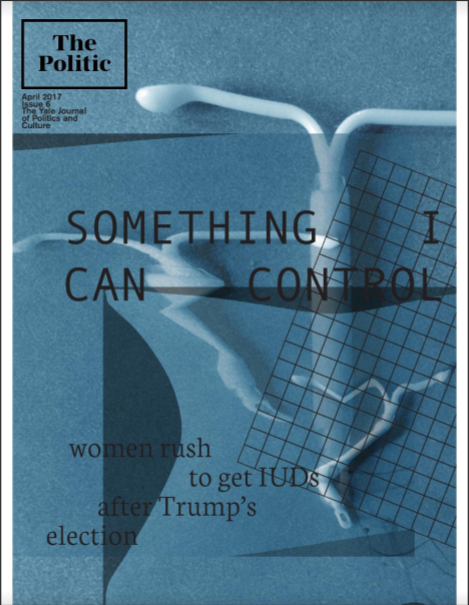 The
Politic
April 2017
Issue 6
The Yale Journal
of Politics and
Culture
SOMETHING I
CAN CONTROL
women rush
to get IUDs
after Trump's
election